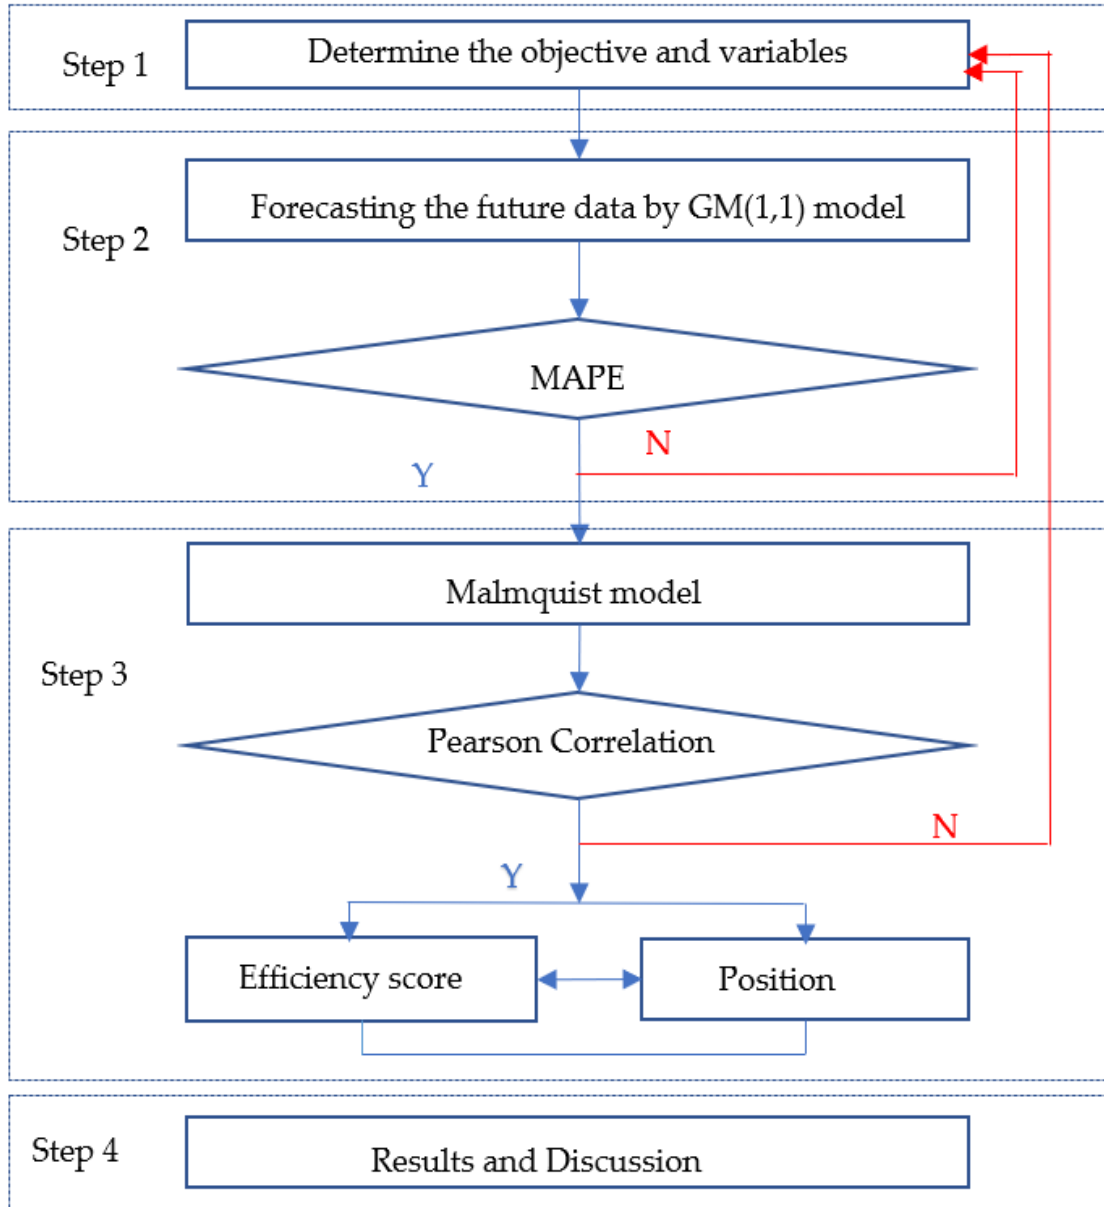 Step 1
Determine the objective and variables
Step 2
Forecasting the future data by GM(1,1) model
MAPE
N
Y
Malmquist model
Step 3
Pearson Correlation
N
Y
Efficiency score
Position
Step 4
Results and Discussion